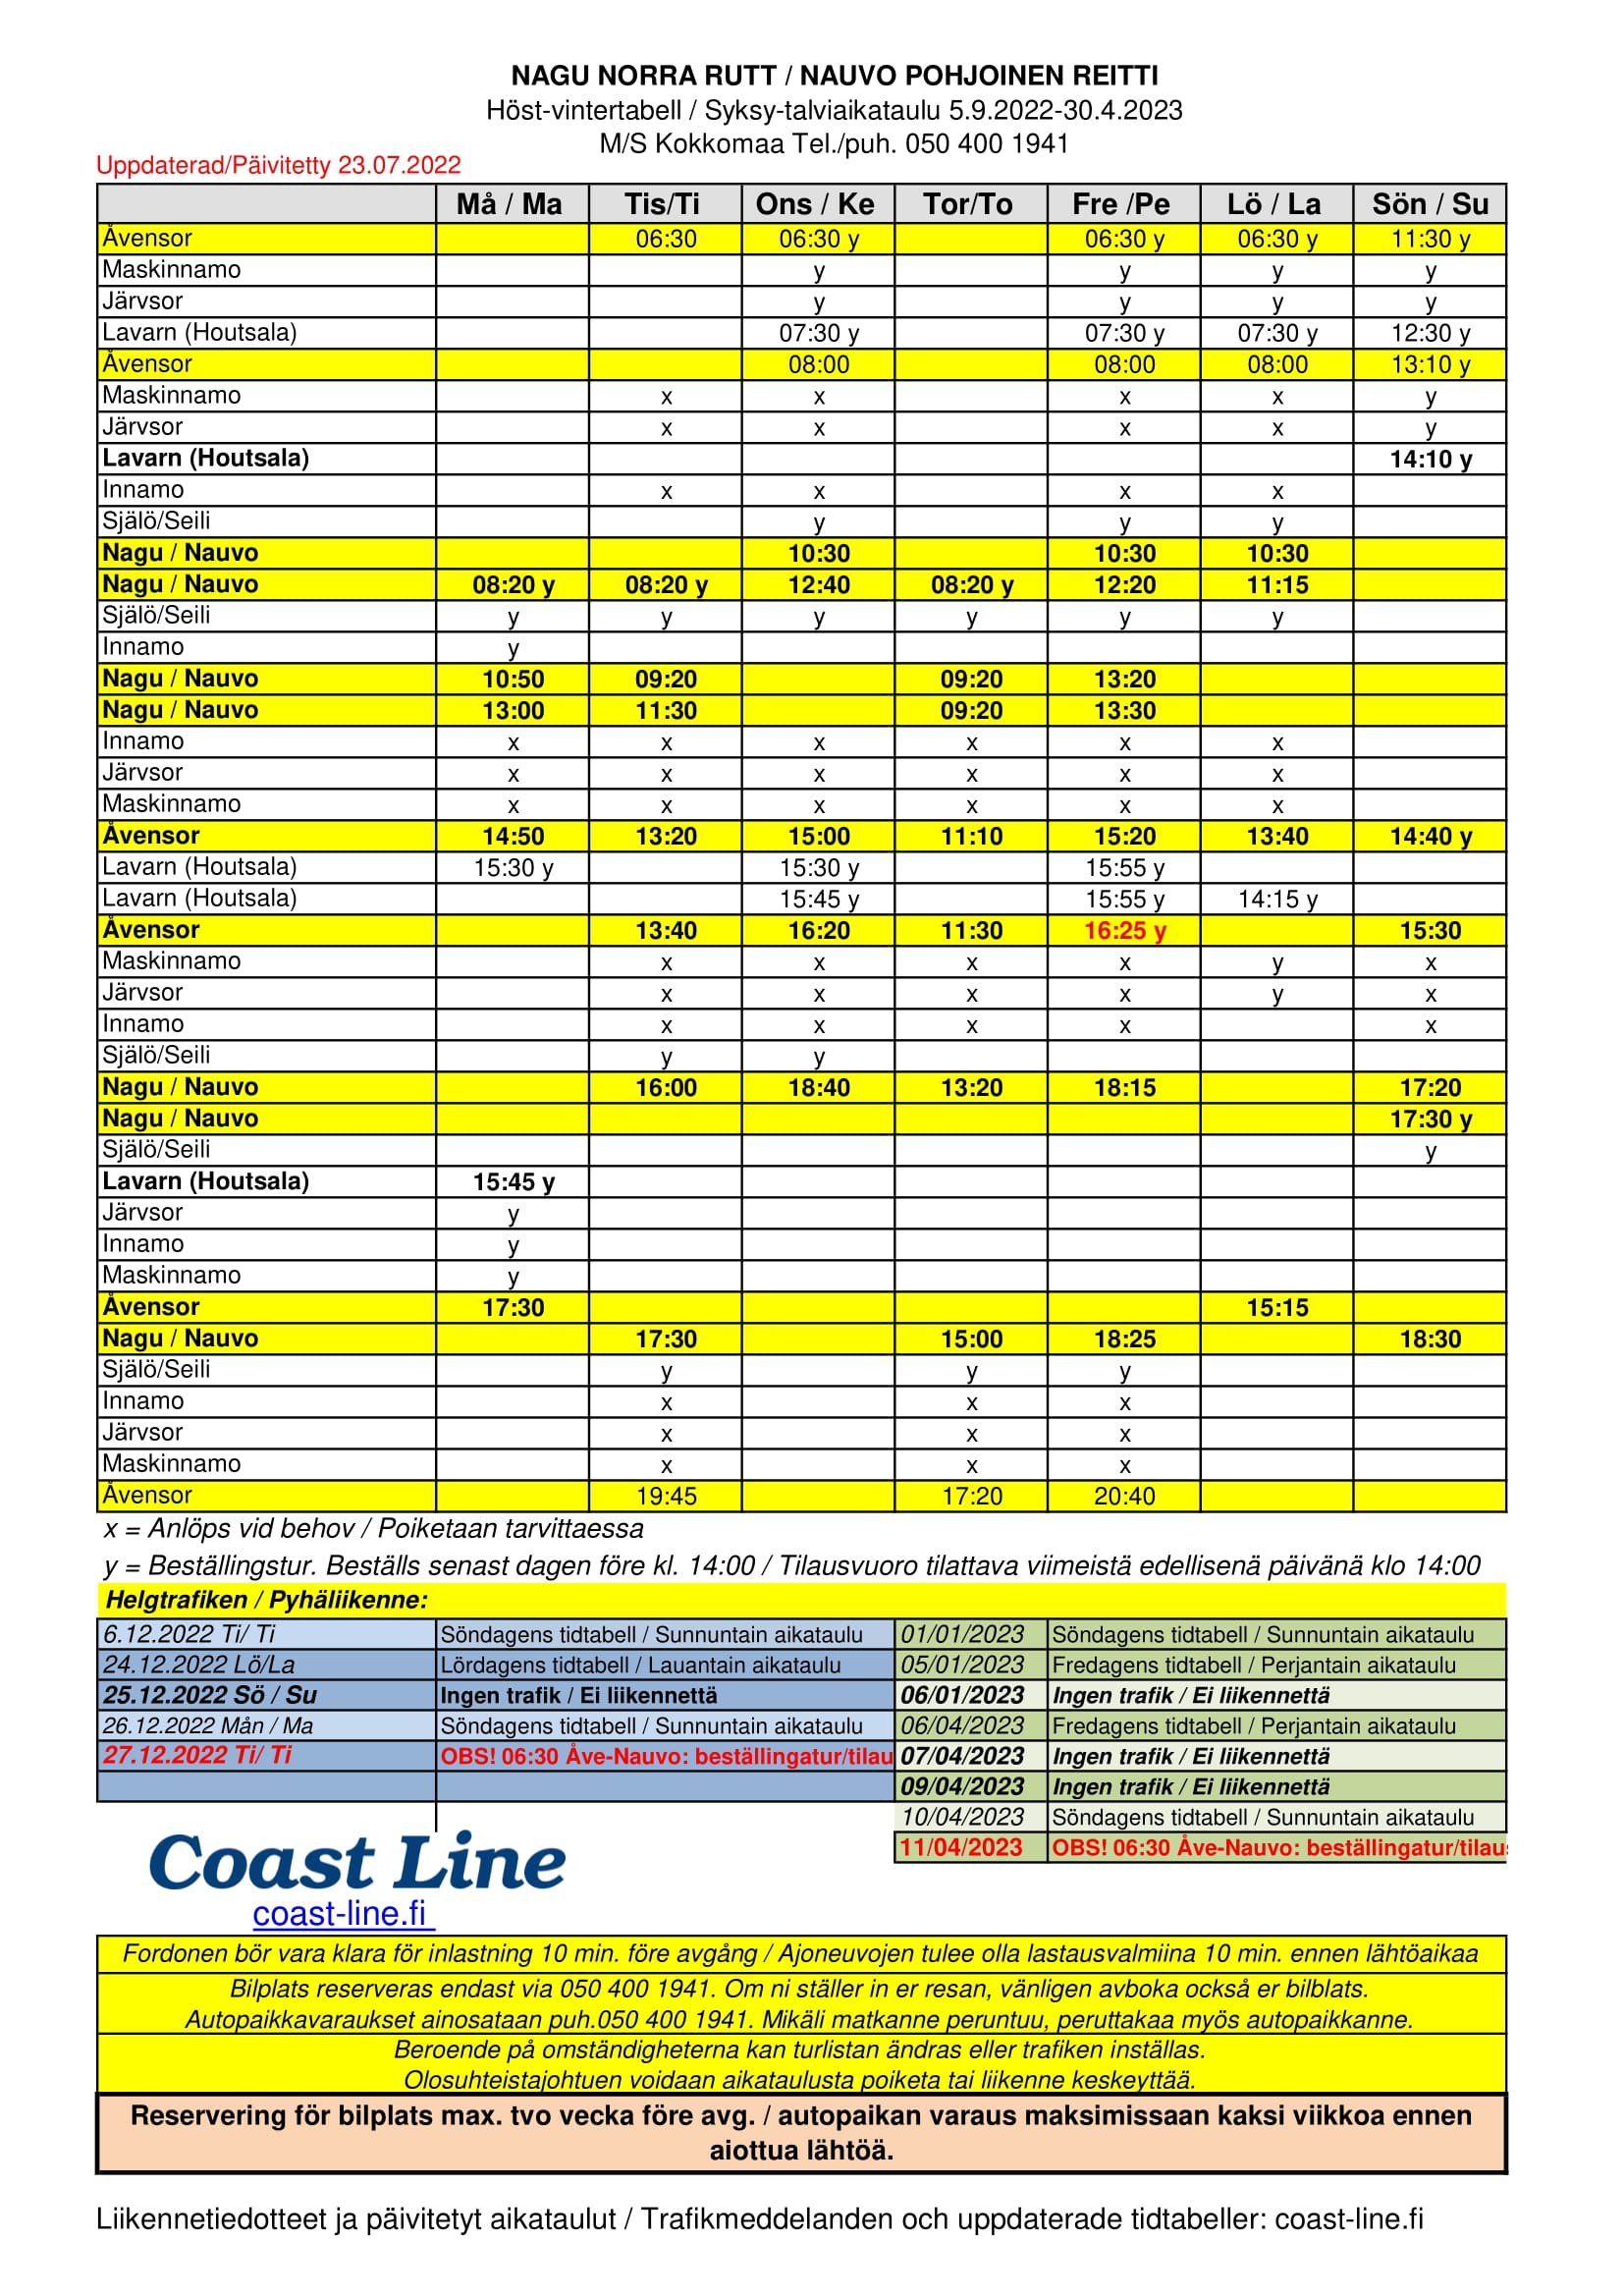 NAGU NORRA RUTT / NAUVO POHJOINEN REITTI
Höst-vintertabell / Syksy-talviaikataulu 5.9.2022-30.4.2023
M/S Kokkomaa Tel./puh. 050 400 1941
Uppdaterad/Päivitetty 23.07.2022
Må / Ma Tis/Ti Ons / Ke Tor/To Fre /Pe Lö / La Sön / Su
Åvensor 06:30 06:30 y 06:30 y 06:30 y 11:30 y
Maskinnamo y y y y
Järvsor y y y y
Lavarn (Houtsala) 07:30 y 07:30 y 07:30 y 12:30 y
Åvensor 08:00 08:00 08:00 13:10 y
Maskinnamo x x x x y
Järvsor x x x x y
Lavarn (Houtsala) 14:10 y
Innamo x x x x
Själö/Seili y y y
Nagu / Nauvo 10:30 10:30 10:30
Nagu / Nauvo 08:20 y 08:20 y 12:40 08:20 y 12:20 11:15
Själö/Seili y y y y y y
Innamo y
Nagu / Nauvo 10:50 09:20 09:20 13:20
Nagu / Nauvo 13:00 11:30 09:20 13:30
Innamo x x x x x x
Järvsor x x x x x x
Maskinnamo x x x x x x
Åvensor 14:50 13:20 15:00 11:10 15:20 13:40 14:40 y
Lavarn (Houtsala) 15:30 y 15:30 y 15:55 y
Lavarn (Houtsala) 15:45 y 15:55 y 14:15 y
Åvensor 13:40 16:20 11:30 16:25 y 15:30
Maskinnamo x x x x y x
Järvsor x x x x y x
Innamo x x x x x
Själö/Seili y y
Nagu / Nauvo 16:00 18:40 13:20 18:15 17:20
Nagu / Nauvo 17:30 y
Själö/Seili y
Lavarn (Houtsala) 15:45 y
Järvsor y
Innamo y
Maskinnamo y
Åvensor 17:30 15:15
Nagu / Nauvo 17:30 15:00 18:25 18:30
Själö/Seili y y y
Innamo x x x
Järvsor x x x
Maskinnamo x x x
Åvensor 19:45 17:20 20:40
x = Anlöps vid behov / Poiketaan tarvittaessa
y = Beställingstur. Beställs senast dagen före kl. 14:00 / Tilausvuoro tilattava viimeistä edellisenä päivänä klo 14:00
Helgtrafiken / Pyhäliikenne:
6.12.2022 Ti/ Ti Söndagens tidtabell / Sunnuntain aikataulu 01/01/2023 Söndagens tidtabell / Sunnuntain aikataulu
24.12.2022 Lö/La Lördagens tidtabell / Lauantain aikataulu 05/01/2023 Fredagens tidtabell / Perjantain aikataulu
25.12.2022 Sö / Su Ingen trafik / Ei liikennettä 06/01/2023 Ingen trafik / Ei liikennettä
26.12.2022 Mån / Ma Söndagens tidtabell / Sunnuntain aikataulu 06/04/2023 Fredagens tidtabell / Perjantain aikataulu
27.12.2022 Ti/ Ti OBS! 06:30 Åve-Nauvo: beställingatur/tilau 07/04/2023 Ingen trafik / Ei liikennettä
09/04/2023 Ingen trafik / Ei liikennettä
10/04/2023 Söndagens tidtabell / Sunnuntain aikataulu
11/04/2023 OBS! 06:30 Åve-Nauvo: beställingatur/tilaus
Coast Line
coast-line.fi
Fordonen bör vara klara för inlastning 10 min. före avgång / Ajoneuvojen tulee olla lastausvalmiina 10 min. ennen lähtöaikaa
Bilplats reserveras endast via 050 400 1941. Om ni ställer in er resan, vänligen avboka också er bilblats.
Autopaikkavaraukset ainosataan puh.050 400 1941. Mikäli matkanne peruntuu, peruttakaa myös autopaikkanne.
Beroende på omständigheterna kan turlistan ändras eller trafiken inställas.
Olosuhteistajohtuen voidaan aikataulusta poiketa tai liikenne keskeyttää.
Reservering för bilplats max. tvo vecka före avg. / autopaikan varaus maksimissaan kaksi viikkoa ennen
aiottua lähtöä.
Liikennetiedotteet ja päivitetyt aikataulut / Trafikmeddelanden och uppdaterade tidtabeller: coast-line.fi